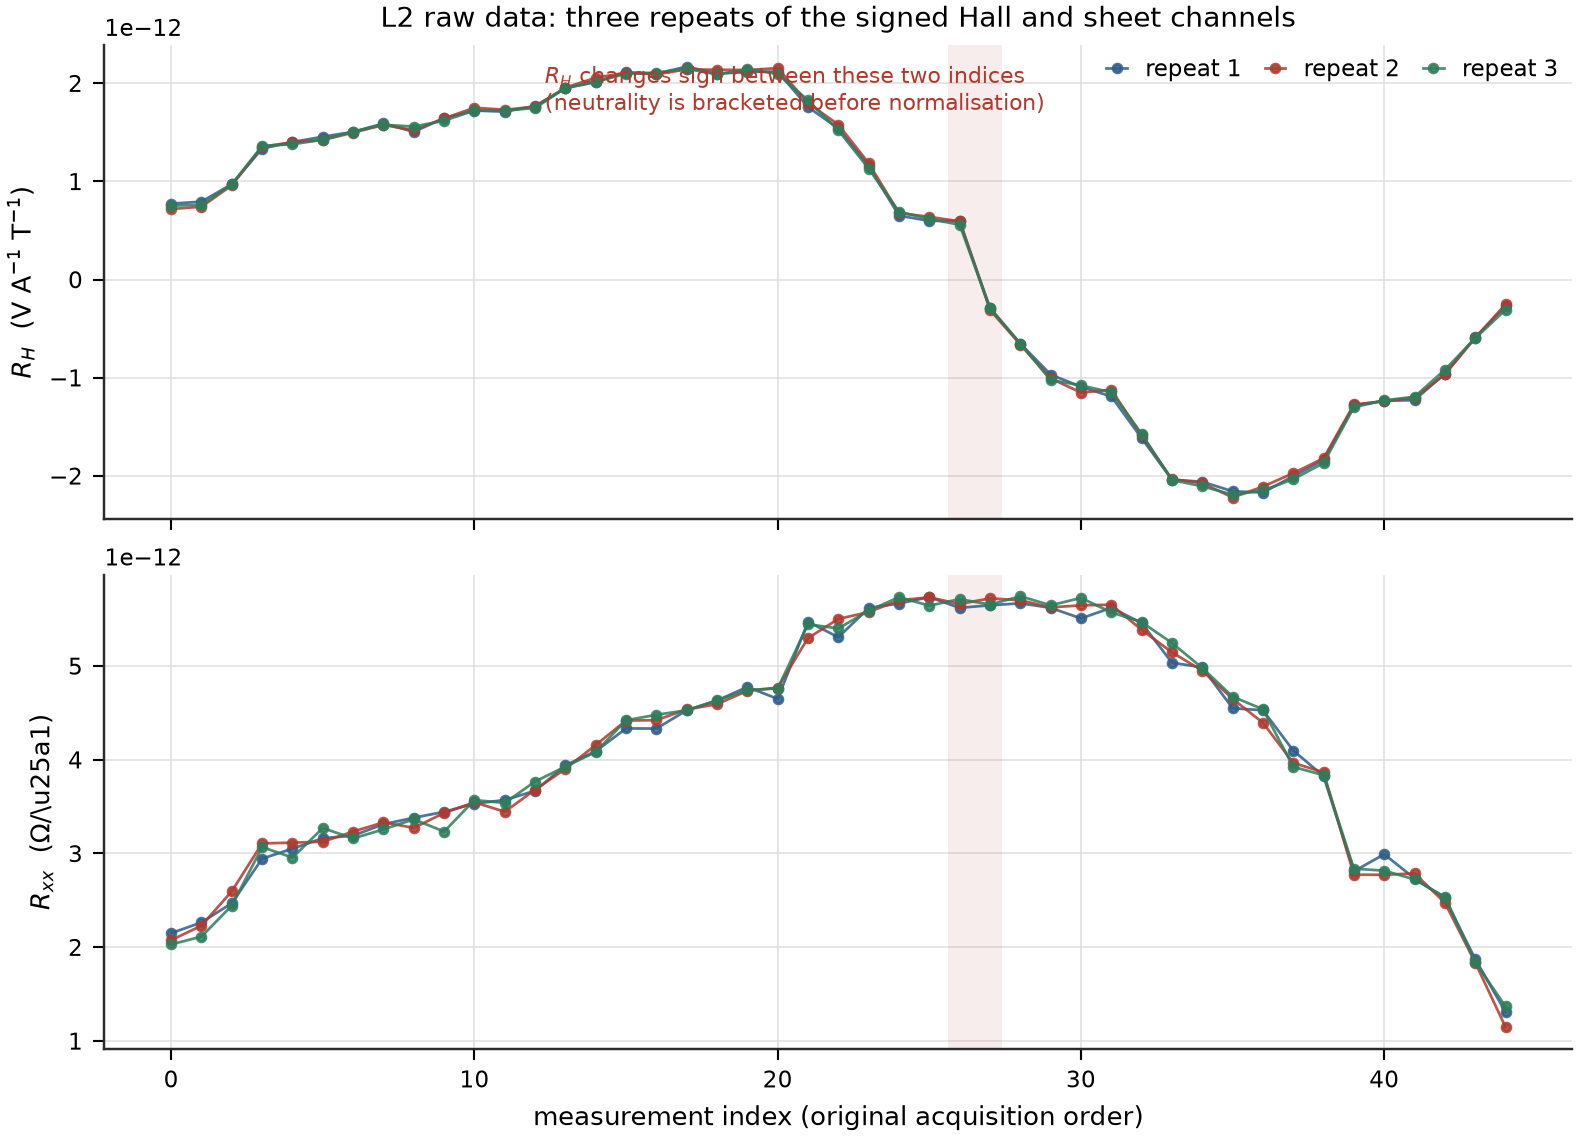 L2 raw data: three repeats of the signed Hall and sheet channels
1e−12
R_H changes sign between these two indices
(neutrality is bracketed before normalisation)
repeat 1
repeat 2
repeat 3
2
1
0
−1
−2
R_H (V A⁻¹ T⁻¹)
1e−12
5
4
3
2
1
R_xx (Ω/\u25a1)
0
10
20
30
40
measurement index (original acquisition order)